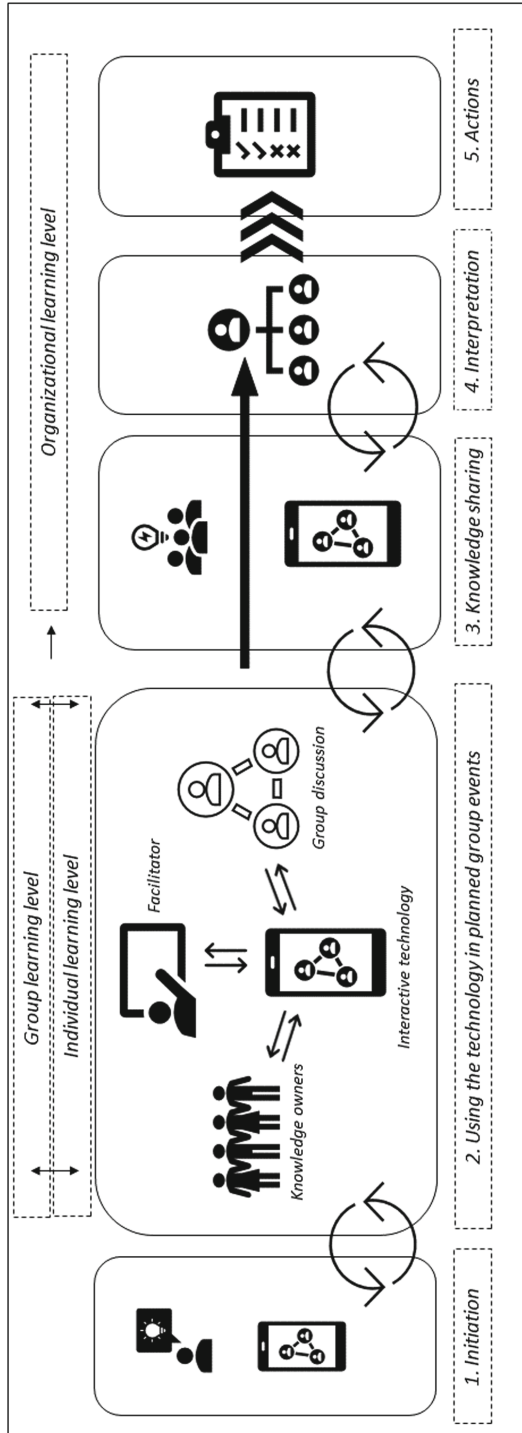 Group learning level
Individual learning level
Organizational learning level
Facilitator
Knowledge owners
Group discussion
Interactive technology
1. Initiation
2. Using the technology in planned group events
3. Knowledge sharing
4. Interpretation
5. Actions